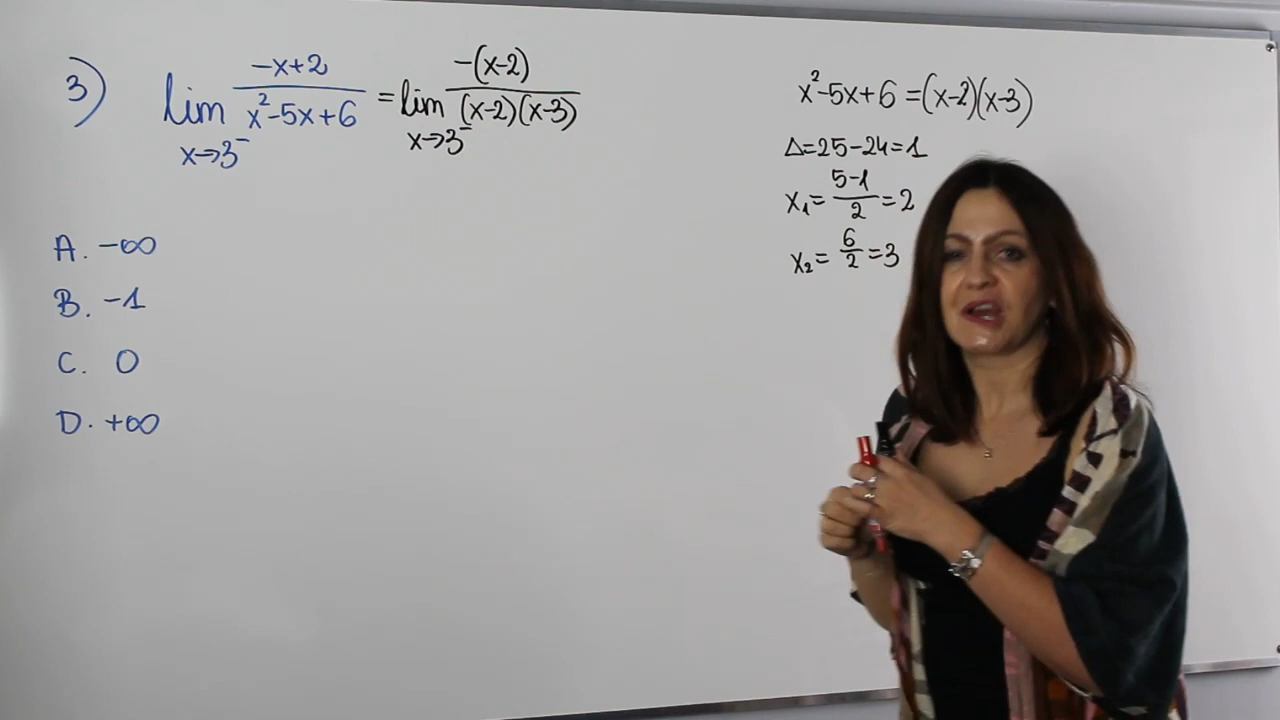 3) lim x→3⁻ (-x+2)/(x²-5x+6) = lim x→3⁻ -(x-2)/((x-2)(x-3))
A. -∞
B. -1
C. 0
D. +∞
x²-5x+6=(x-2)(x-3)
Δ=25-24=1
x₁= (5-1)/2 =2
x₂= 6/2 =3